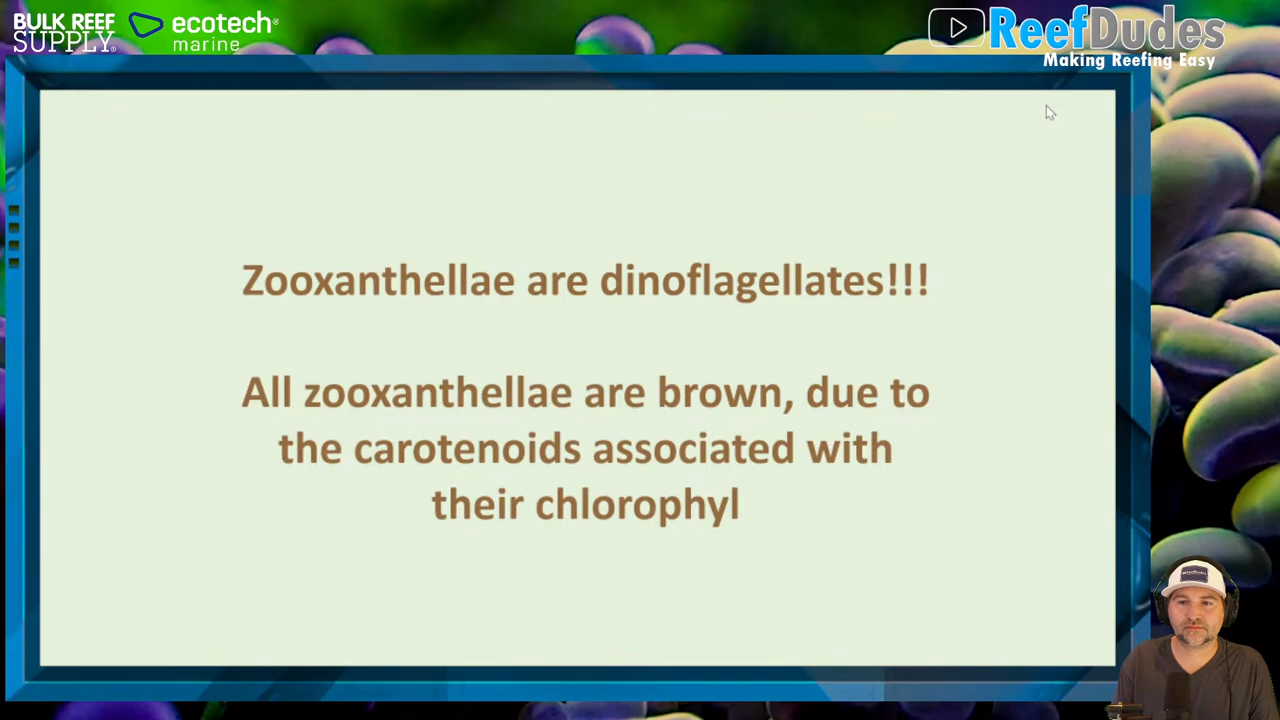 BULK REEF
SUPPLY
ecotech
marine
ReefDudes
Making Reefing Easy
Zooxanthellae are dinoflagellates!!!
All zooxanthellae are brown, due to
the carotenoids associated with
their chlorophyl